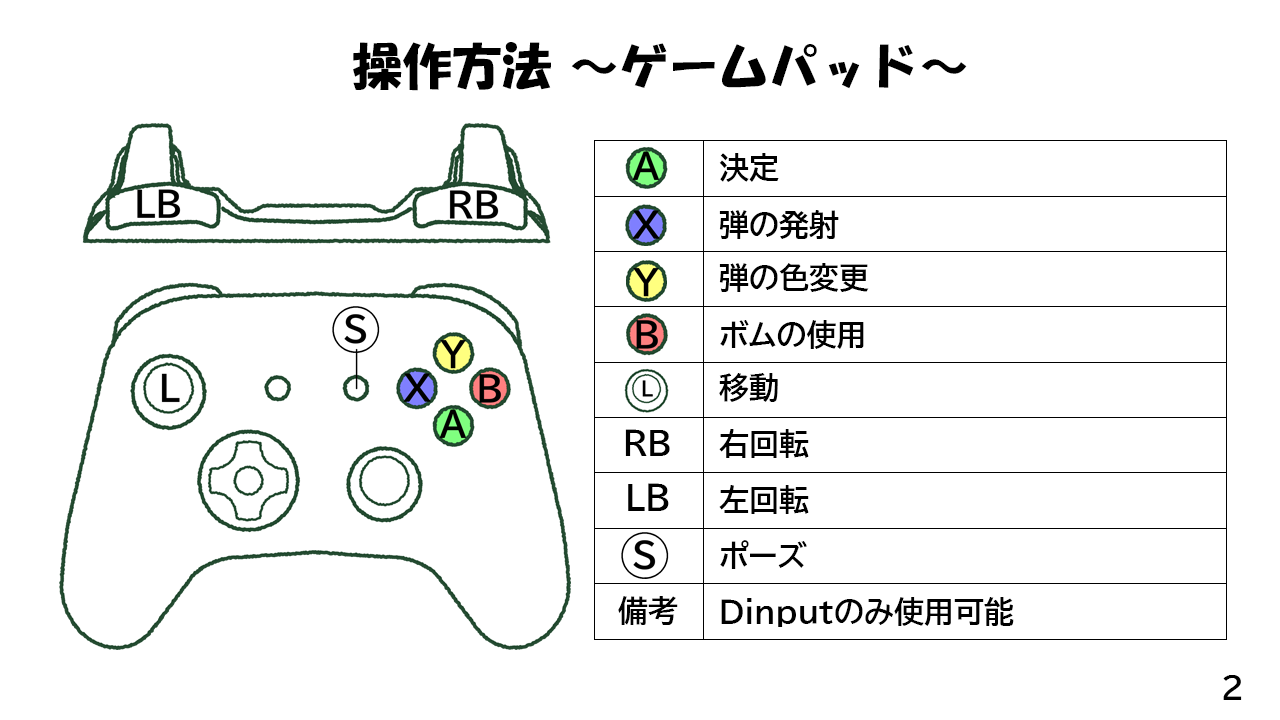 操作方法 ～ゲームパッド～
LB
RB
S
L
Y
X
B
A
A 決定
X 弾の発射
Y 弾の色変更
B ボムの使用
L 移動
RB 右回転
LB 左回転
S ポーズ
備考 Dinputのみ使用可能
2